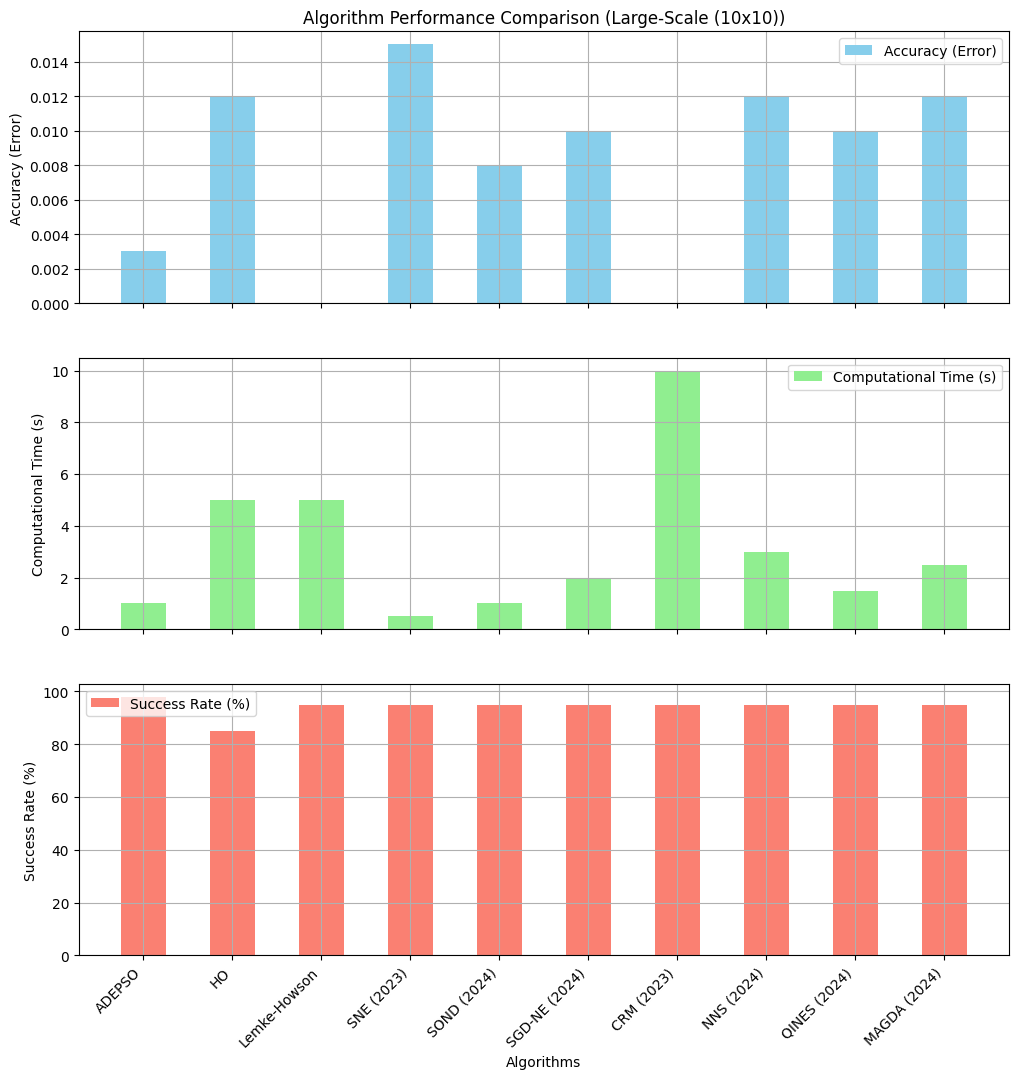 Algorithm Performance Comparison (Large-Scale (10x10))
Accuracy (Error)
Accuracy (Error)
0.014
0.012
0.010
0.008
0.006
0.004
0.002
0.000
Computational Time (s)
Computational Time (s)
10
8
6
4
2
0
Success Rate (%)
Success Rate (%)
100
80
60
40
20
0
ADEPSO
HO
Lemke-Howson
SNE (2023)
SOND (2024)
SGD-NE (2024)
CRM (2023)
NNS (2024)
QINES (2024)
MAGDA (2024)
Algorithms